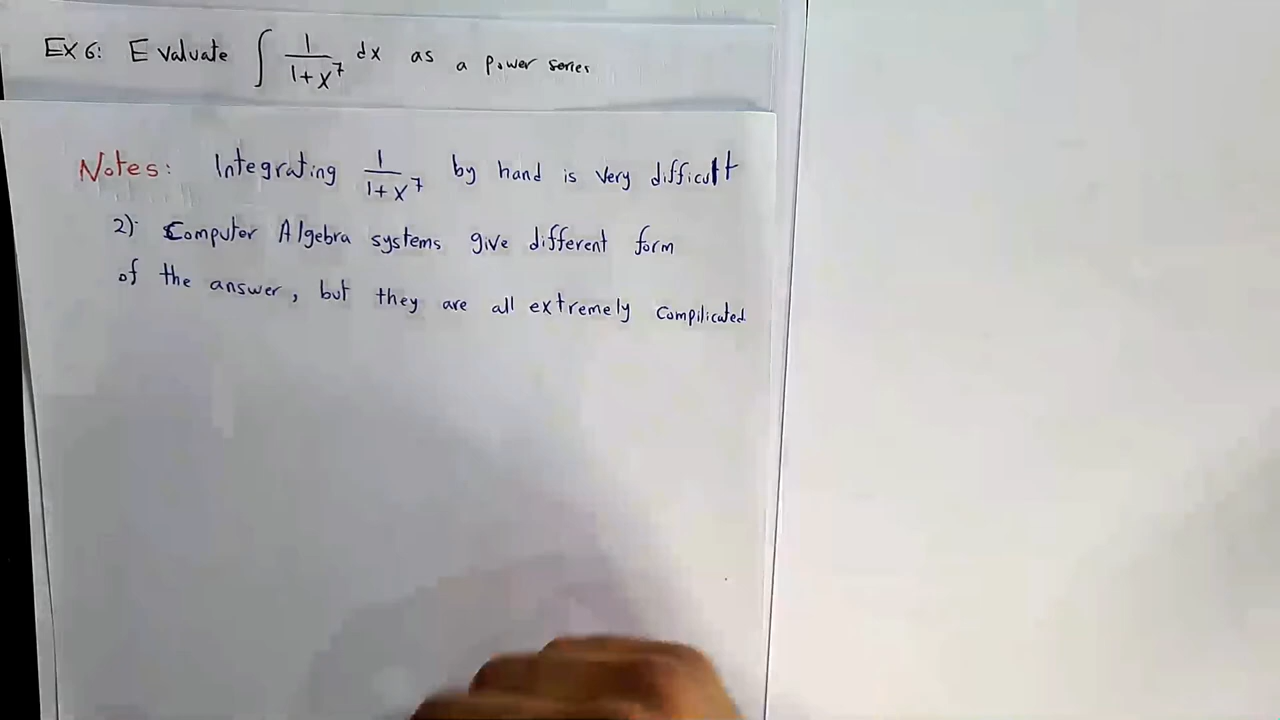 Ex 6: Evaluate ∫ 1/(1+x^7) dx as a power series
Notes: Integrating 1/(1+x^7) by hand is very difficult
2): Computer Algebra systems give different form
of the answer, but they are all extremely compilicated